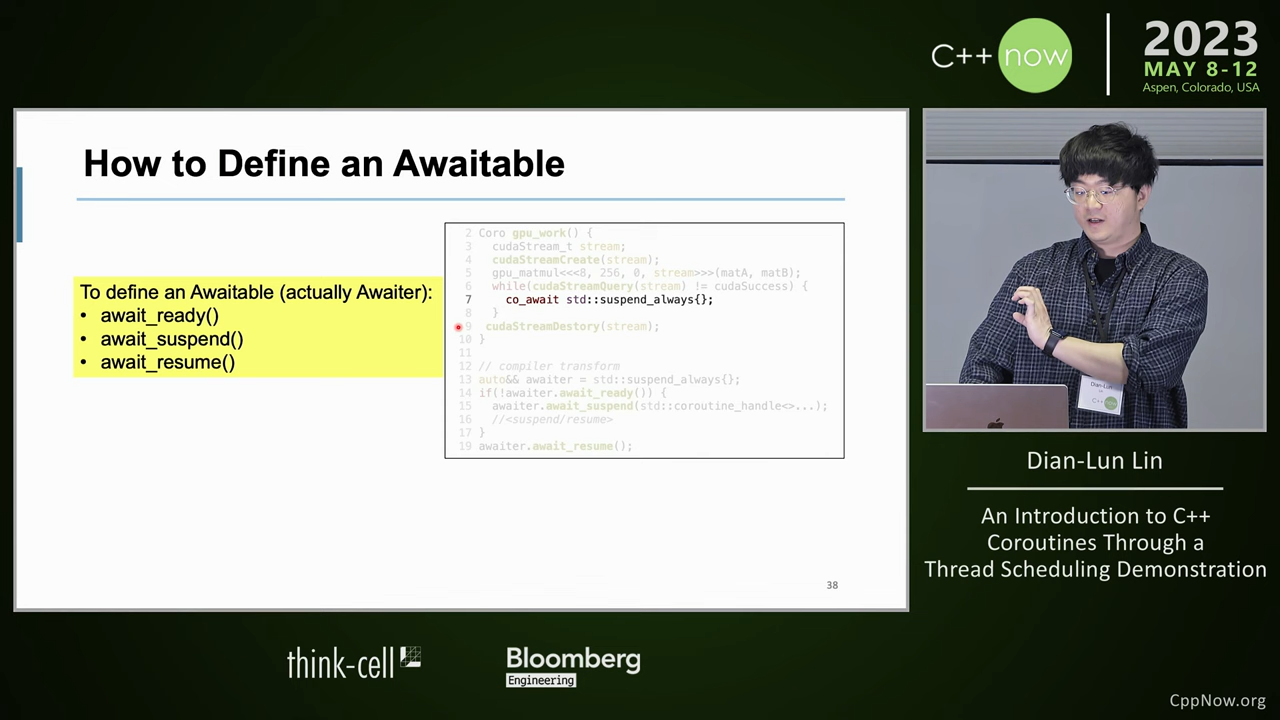 C++ now
2023
MAY 8-12
Aspen, Colorado, USA
How to Define an Awaitable
To define an Awaitable (actually Awaiter):
• await_ready()
• await_suspend()
• await_resume()
2 Coro gpu_work() {
3 cudaStream_t stream;
4 cudaStreamCreate(stream);
5 gpu_matmul<<<8, 256, 0, stream>>>(matA, matB);
6 while(cudaStreamQuery(stream) != cudaSuccess) {
7 co_await std::suspend_always{};
8 }
9 cudaStreamDestory(stream);
10 }
11
12 // compiler transform
13 auto&& awaiter = std::suspend_always{};
14 if(!awaiter.await_ready()) {
15 awaiter.await_suspend(std::coroutine_handle<>...);
16 //<suspend/resume>
17 }
19 awaiter.await_resume();
38
Dian-Lun
C++ now
Dian-Lun Lin
An Introduction to C++
Coroutines Through a
Thread Scheduling Demonstration
think-cell
Bloomberg
Engineering
CppNow.org